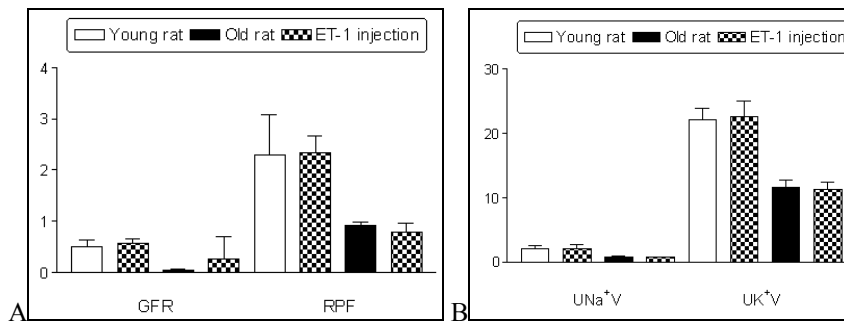 Young rat Old rat ET-1 injection
4
3
2
1
0
GFR RPF
A
Young rat Old rat ET-1 injection
30
20
10
0
UNa⁺V UK⁺V
B